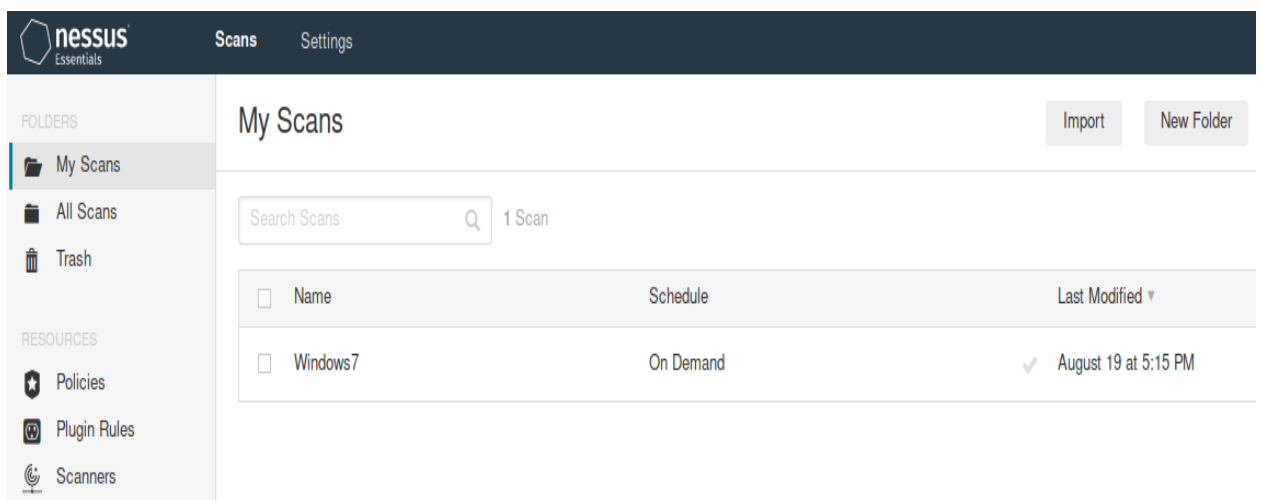 nessus
Essentials
Scans Settings
FOLDERS
My Scans
All Scans
Trash
RESOURCES
Policies
Plugin Rules
Scanners
My Scans
Import New Folder
Search Scans 1 Scan
Name Schedule Last Modified
Windows7 On Demand August 19 at 5:15 PM